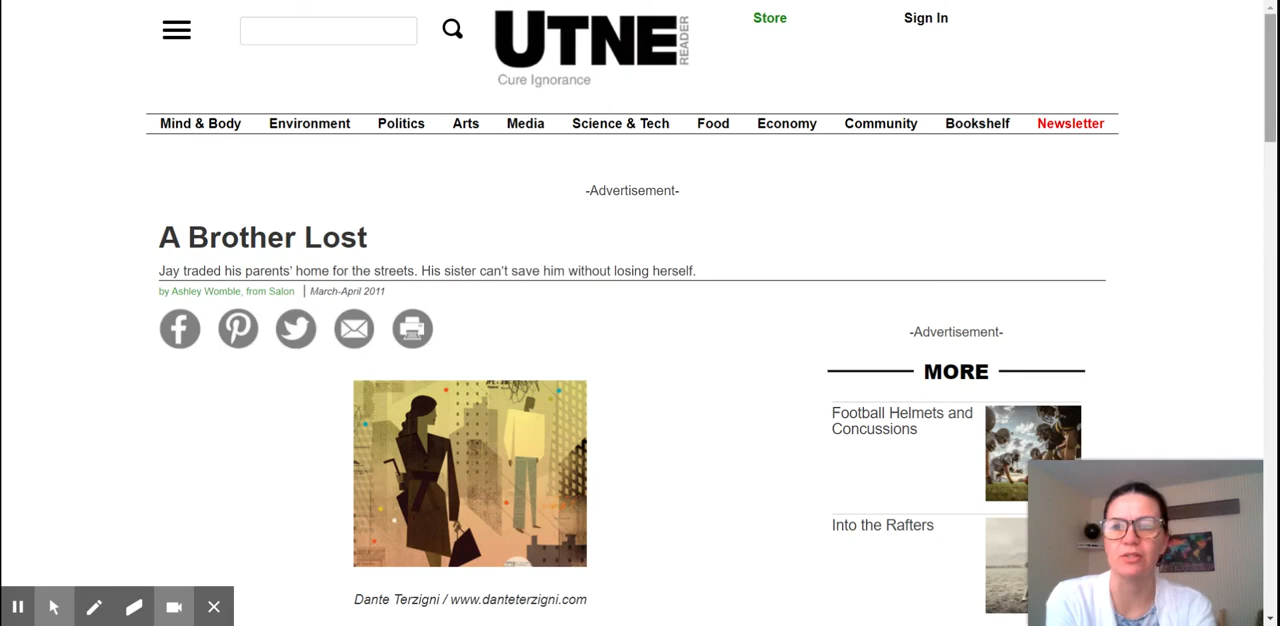 UTNE
READER
Cure Ignorance
Store
Sign In
Mind & Body
Environment
Politics
Arts
Media
Science & Tech
Food
Economy
Community
Bookshelf
Newsletter
-Advertisement-
A Brother Lost
Jay traded his parents' home for the streets. His sister can't save him without losing herself.
by Ashley Womble, from Salon | March-April 2011
-Advertisement-
MORE
Football Helmets and
Concussions
Into the Rafters
Dante Terzigni / www.danteterzigni.com